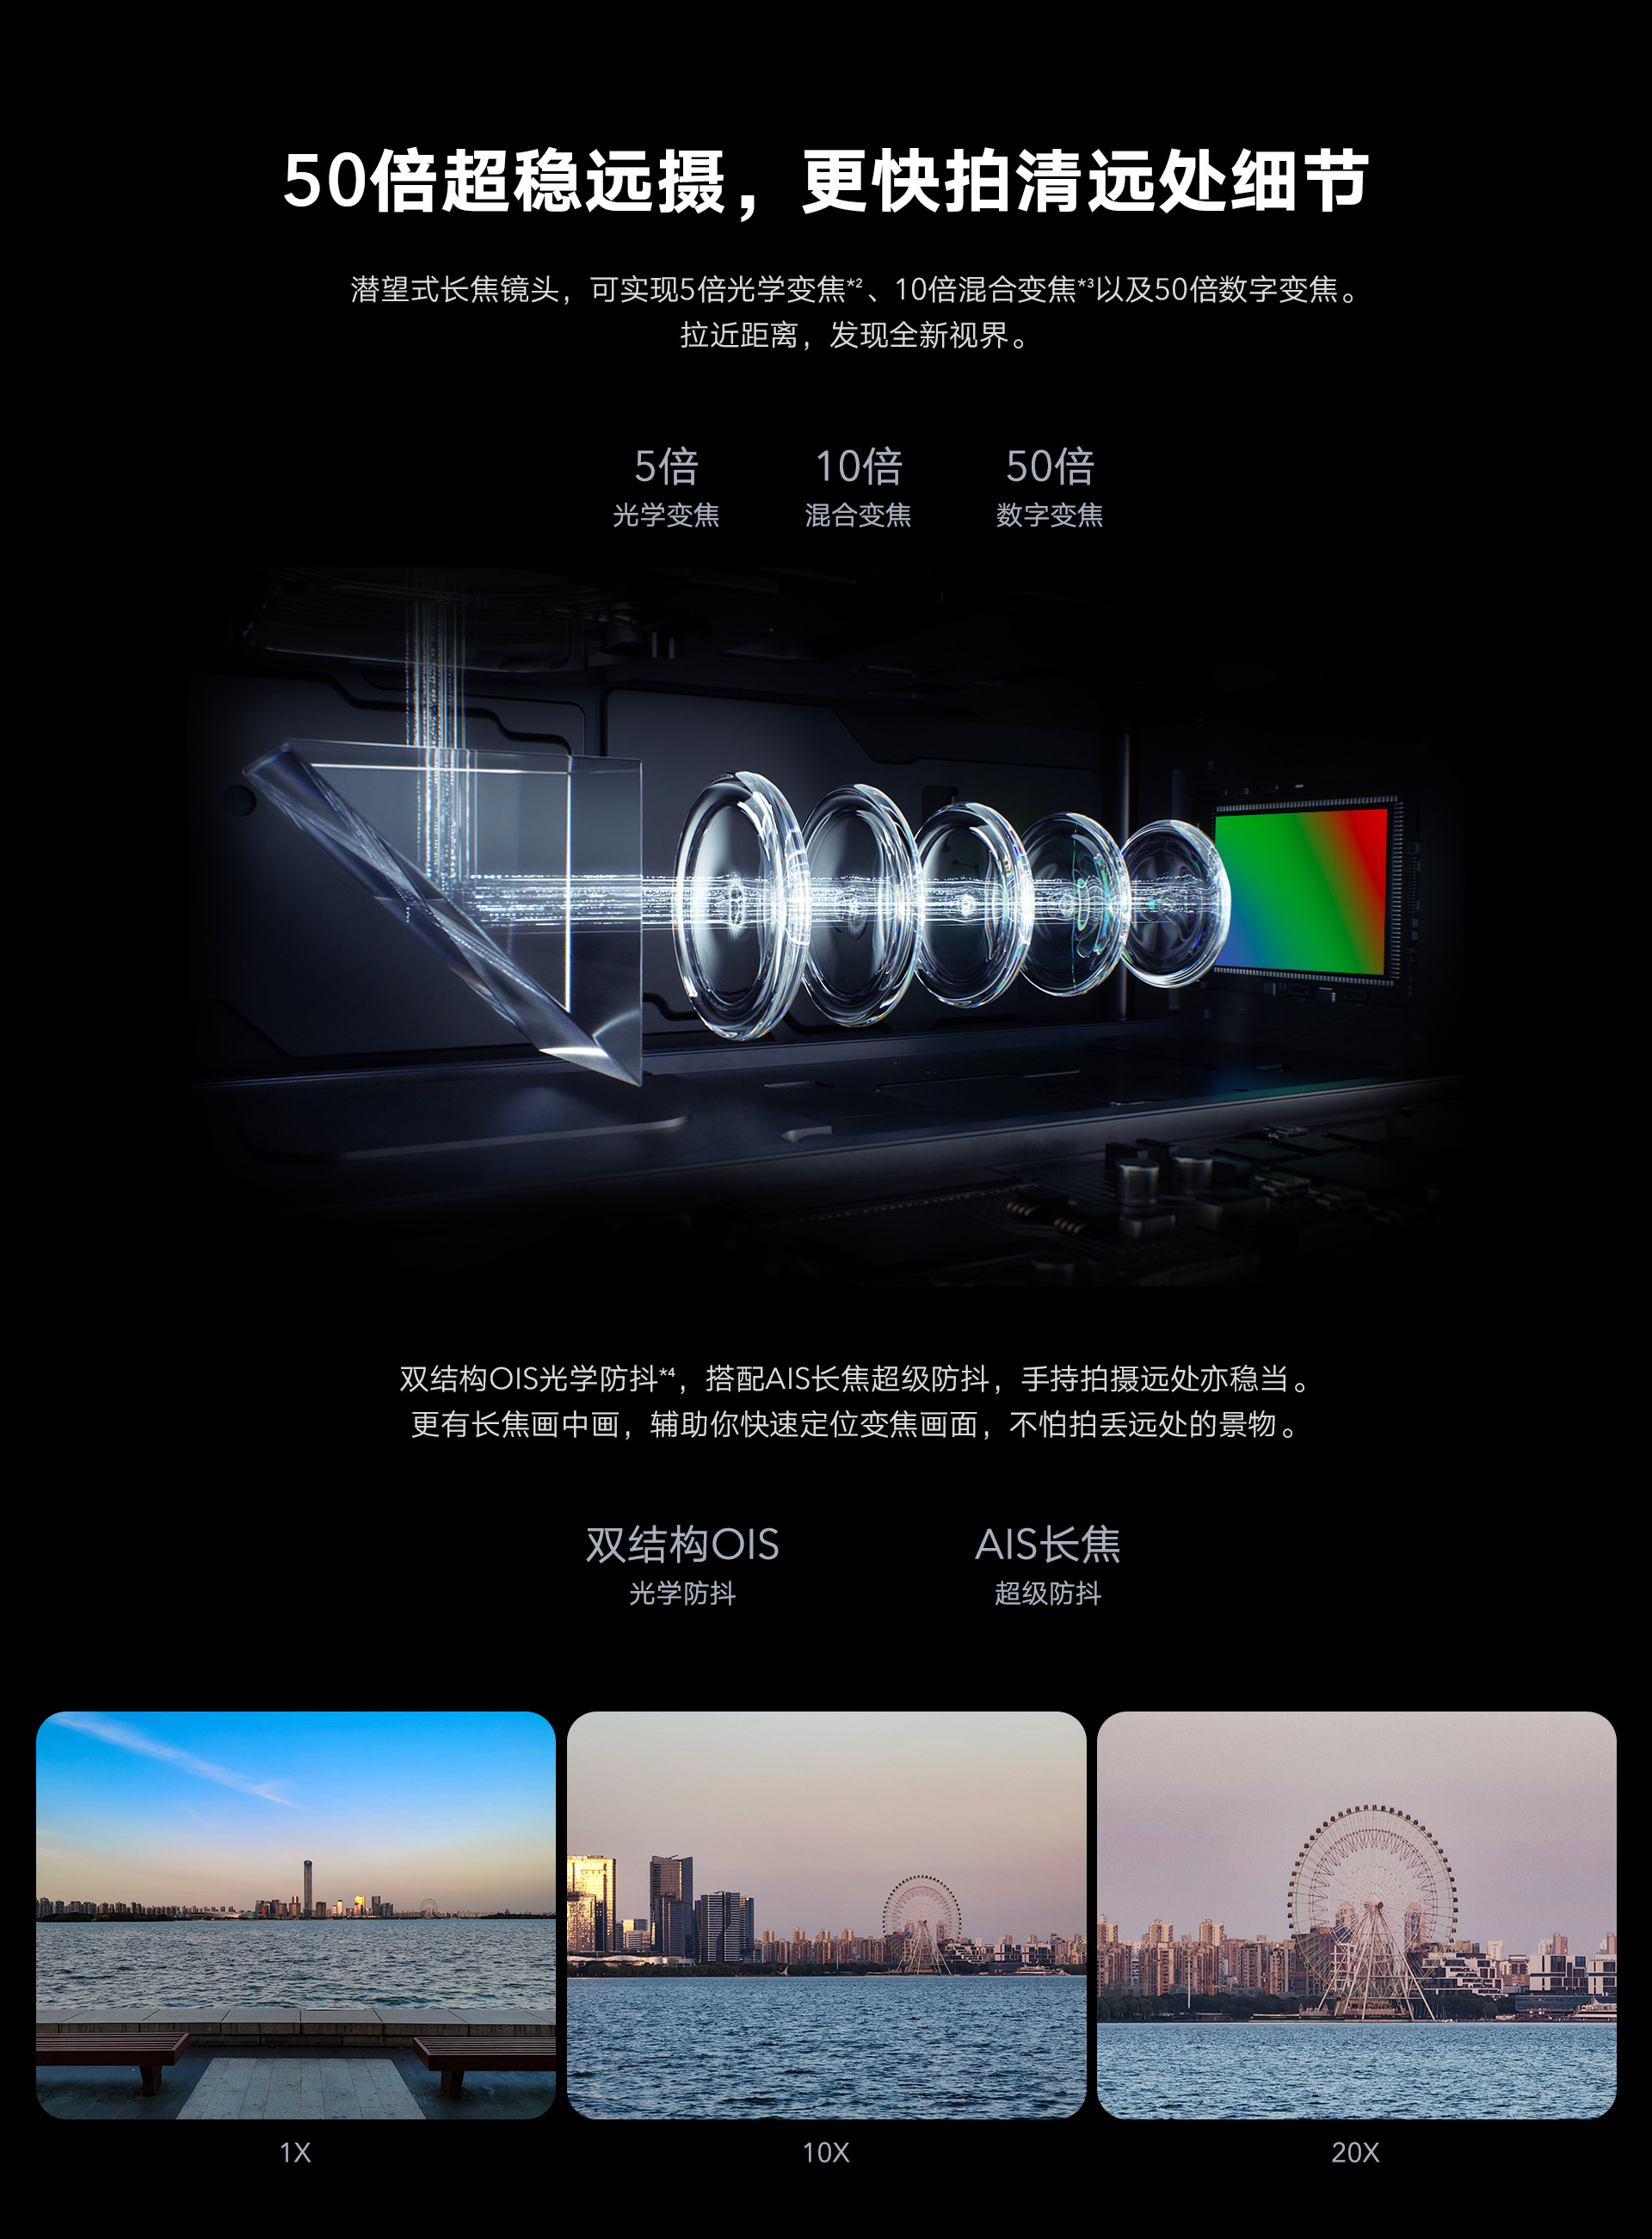 50倍超稳远摄，更快拍清远处细节
潜望式长焦镜头，可实现5倍光学变焦*²、10倍混合变焦*³以及50倍数字变焦。
拉近距离，发现全新视界。
5倍 10倍 50倍
光学变焦 混合变焦 数字变焦
双结构OIS光学防抖*⁴，搭配AIS长焦超级防抖，手持拍摄远处亦稳当。
更有长焦画中画，辅助你快速定位变焦画面，不怕拍丢远处的景物。
双结构OIS AIS长焦
光学防抖 超级防抖
1X 10X 20X